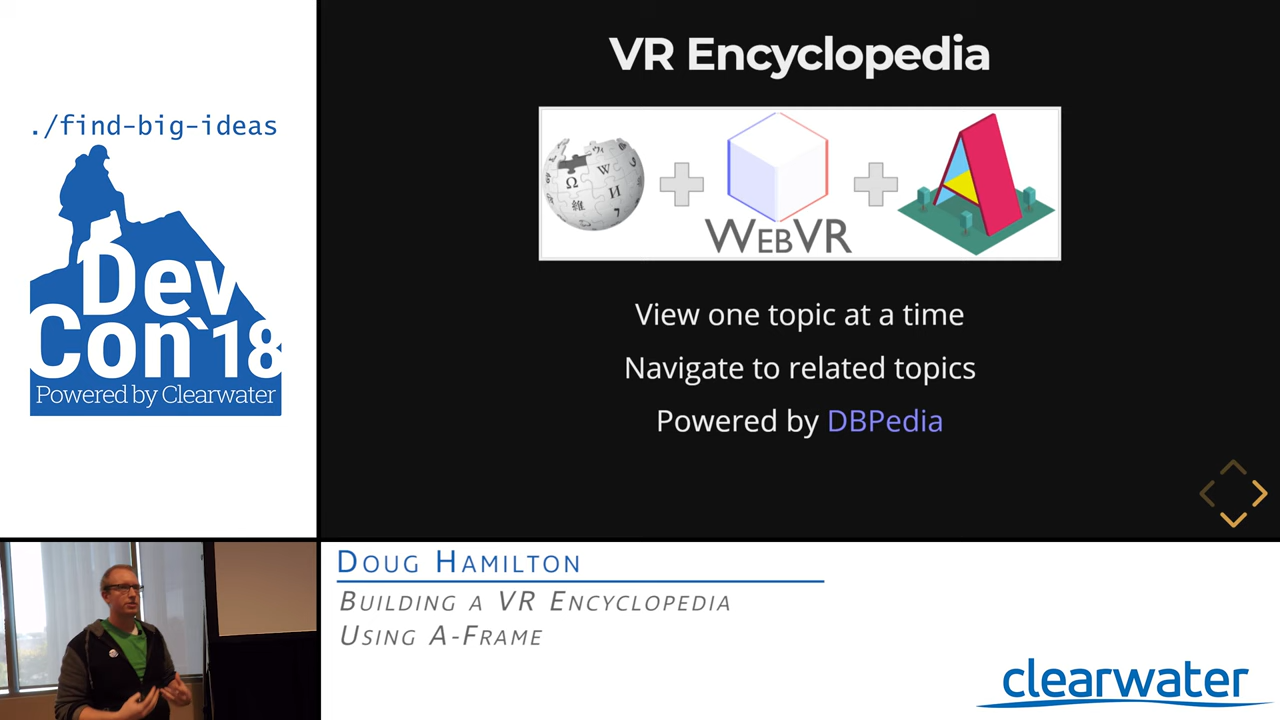 ./find-big-ideas
Dev
Con`18
Powered by Clearwater
VR Encyclopedia
Ω W И 維
WEBVR
View one topic at a time
Navigate to related topics
Powered by DBPedia
DOUG HAMILTON
BUILDING A VR ENCYCLOPEDIA
USING A-FRAME
clearwater